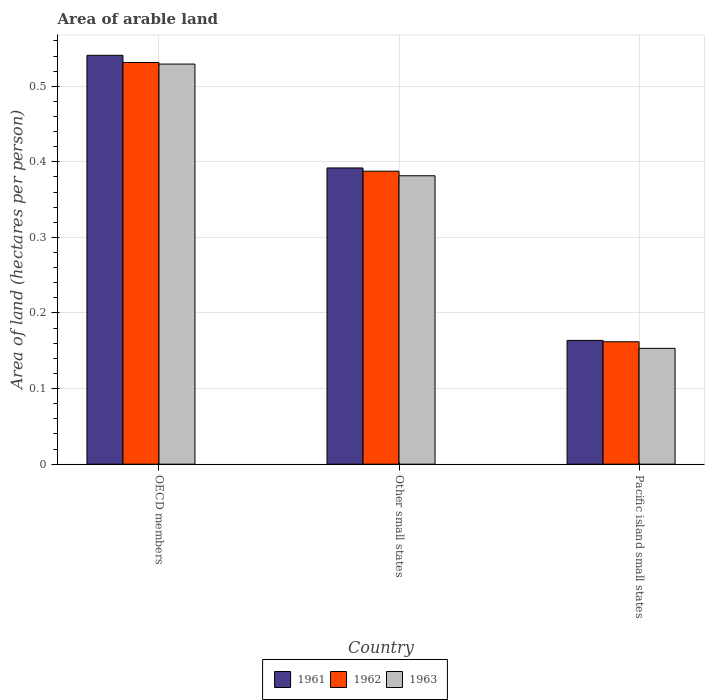 Area of arable land
Area of land (hectares per person)
0.5
0.4
0.3
0.2
0.1
0
OECD members
Other small states
Pacific island small states
Country
1961
1962
1963